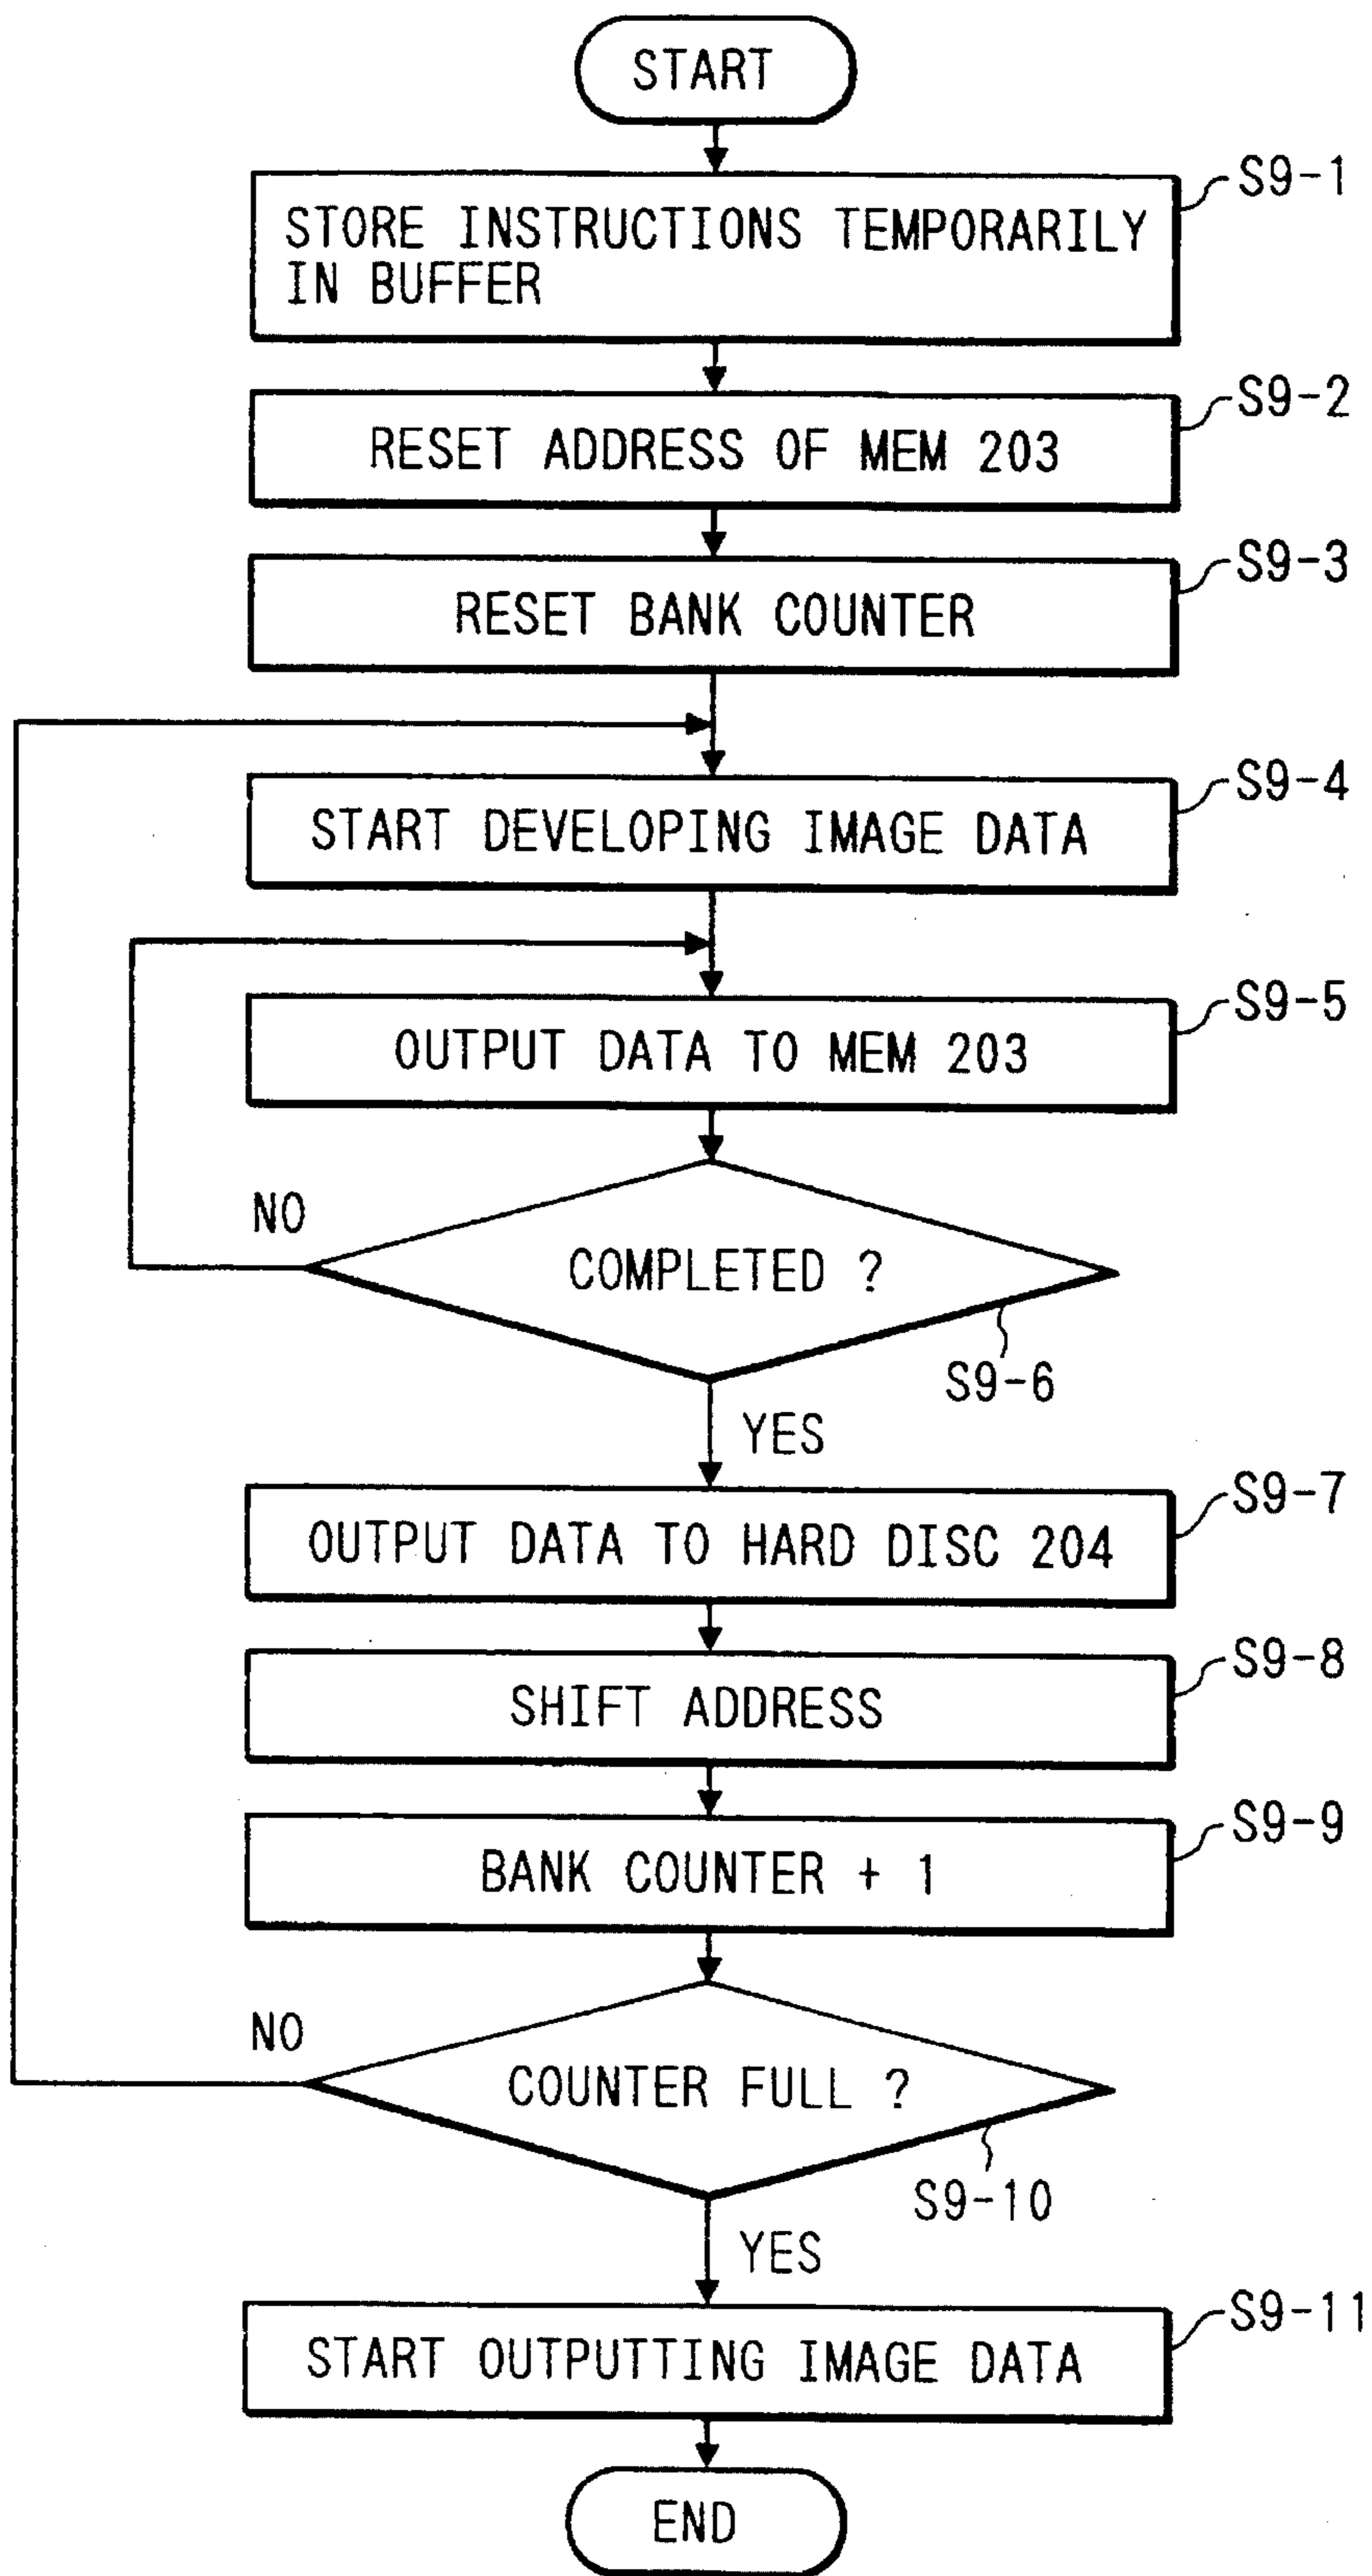 START
S9-1
STORE INSTRUCTIONS TEMPORARILY
IN BUFFER
S9-2
RESET ADDRESS OF MEM 203
S9-3
RESET BANK COUNTER
S9-4
START DEVELOPING IMAGE DATA
S9-5
OUTPUT DATA TO MEM 203
NO
COMPLETED ?
S9-6
YES
S9-7
OUTPUT DATA TO HARD DISC 204
S9-8
SHIFT ADDRESS
S9-9
BANK COUNTER + 1
NO
COUNTER FULL ?
S9-10
YES
S9-11
START OUTPUTTING IMAGE DATA
END